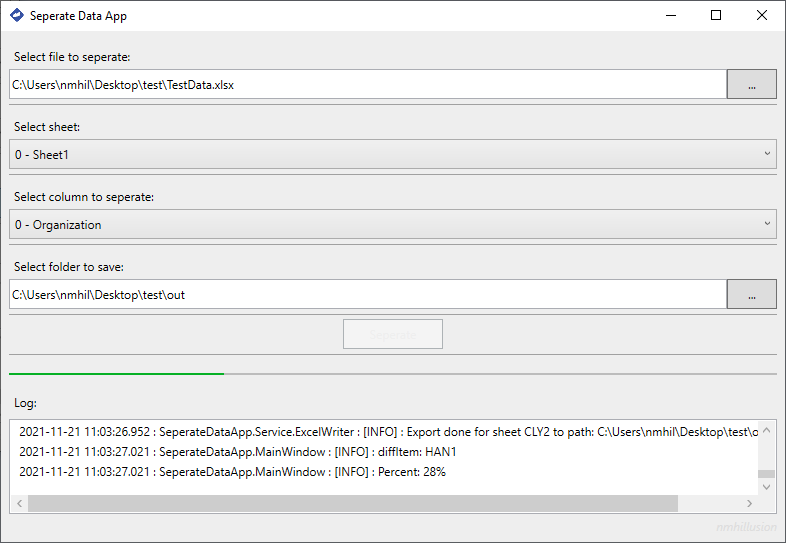 Seperate Data App
Select file to seperate:
C:\Users\nmhil\Desktop\test\TestData.xlsx
...
Select sheet:
0 - Sheet1
Select column to seperate:
0 - Organization
Select folder to save:
C:\Users\nmhil\Desktop\test\out
...
Seperate
Log:
2021-11-21 11:03:26.952 : SeperateDataApp.Service.ExcelWriter : [INFO] : Export done for sheet CLY2 to path: C:\Users\nmhil\Desktop\test\o
2021-11-21 11:03:27.021 : SeperateDataApp.MainWindow : [INFO] : diffItem: HAN1
2021-11-21 11:03:27.021 : SeperateDataApp.MainWindow : [INFO] : Percent: 28%
nmhillusion